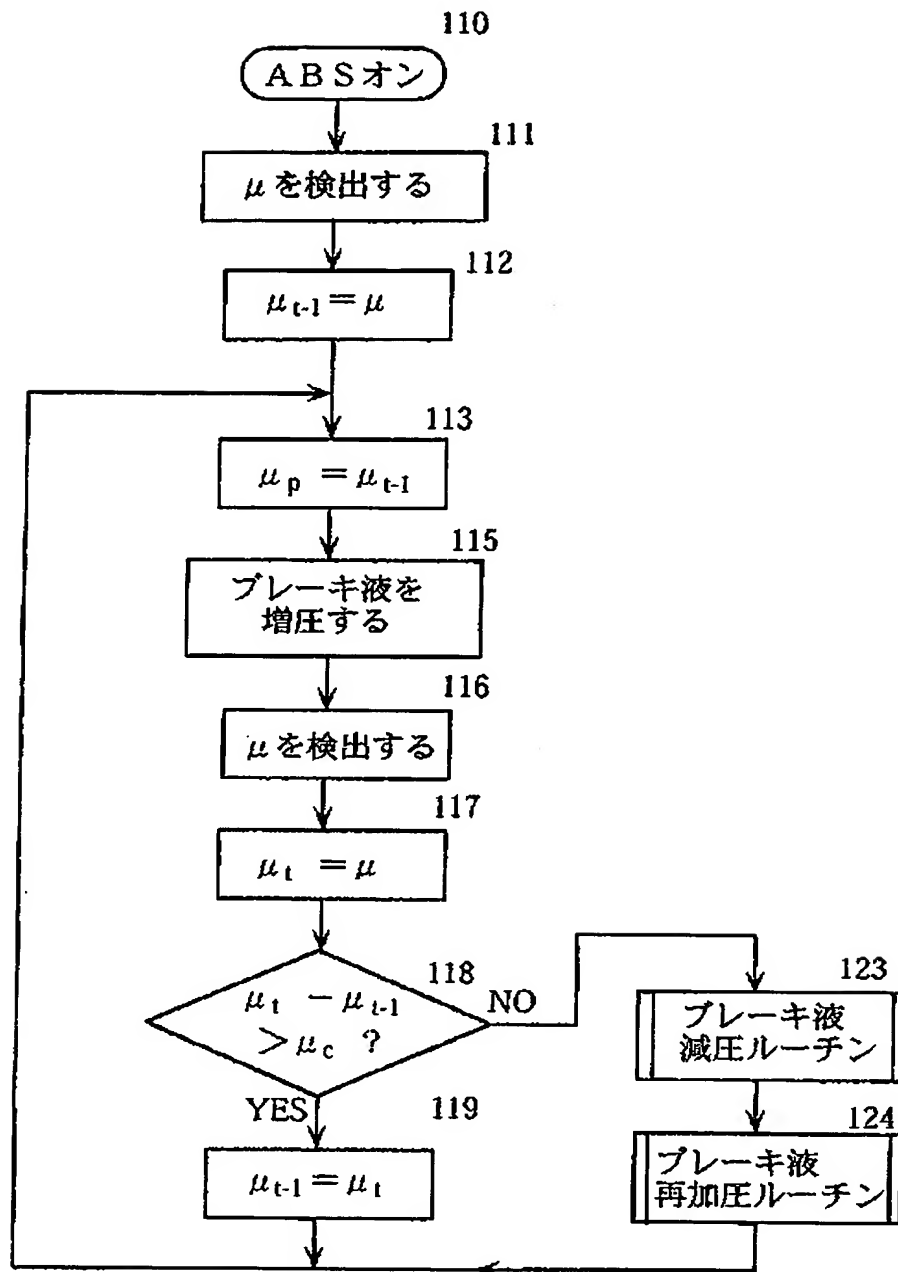 110
ABSオン
111
μを検出する
112
μt-1=μ
113
μp =μt-1
115
ブレーキ液を
増圧する
116
μを検出する
117
μt =μ
118
μt -μt-1
>μc ?
NO
YES
119
μt-1=μt
123
ブレーキ液
減圧ルーチン
124
ブレーキ液
再加圧ルーチン